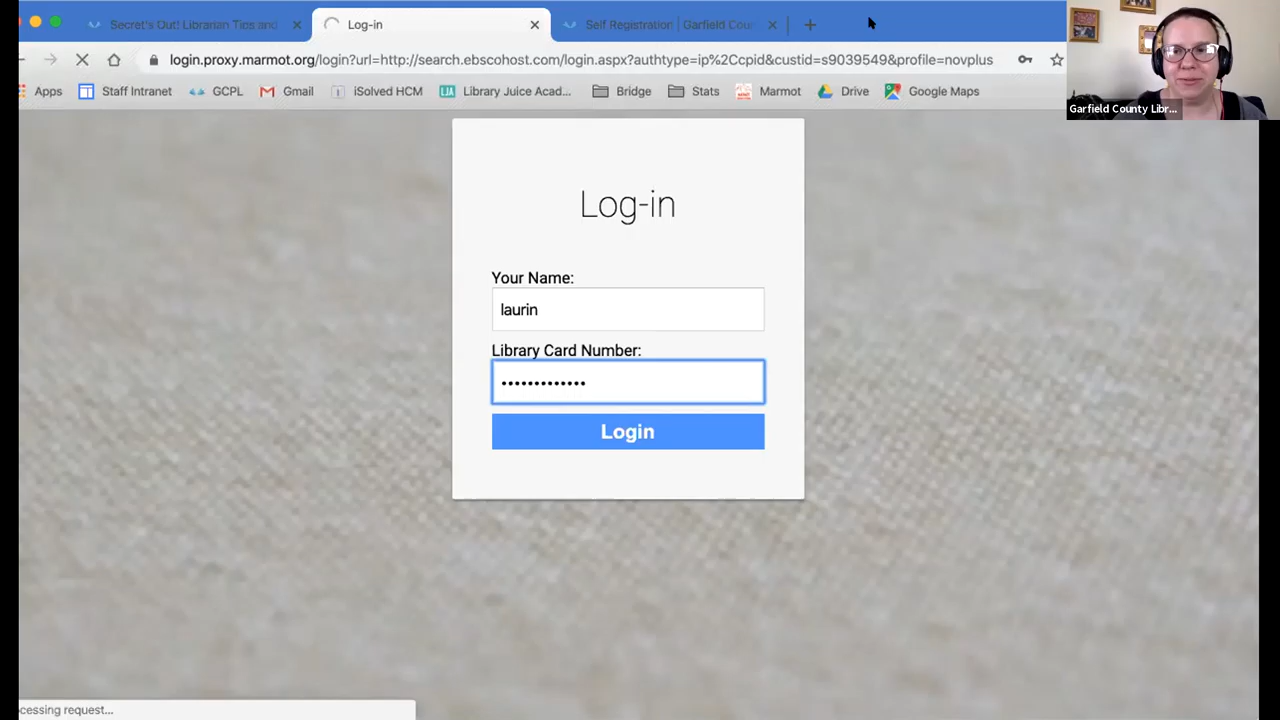 Secret's Out! Librarian Tips and
Log-in
Self Registration | Garfield Cour
login.proxy.marmot.org/login?url=http://search.ebscohost.com/login.aspx?authtype=ip%2Ccpid&custid=s9039549&profile=novplus
Apps
Staff Intranet
GCPL
Gmail
iSolved HCM
Library Juice Acad...
Bridge
Stats
Marmot
Drive
Google Maps
Garfield County Libr...
Log-in
Your Name:
laurin
Library Card Number:
•••••••••••••
Login
cessing request...